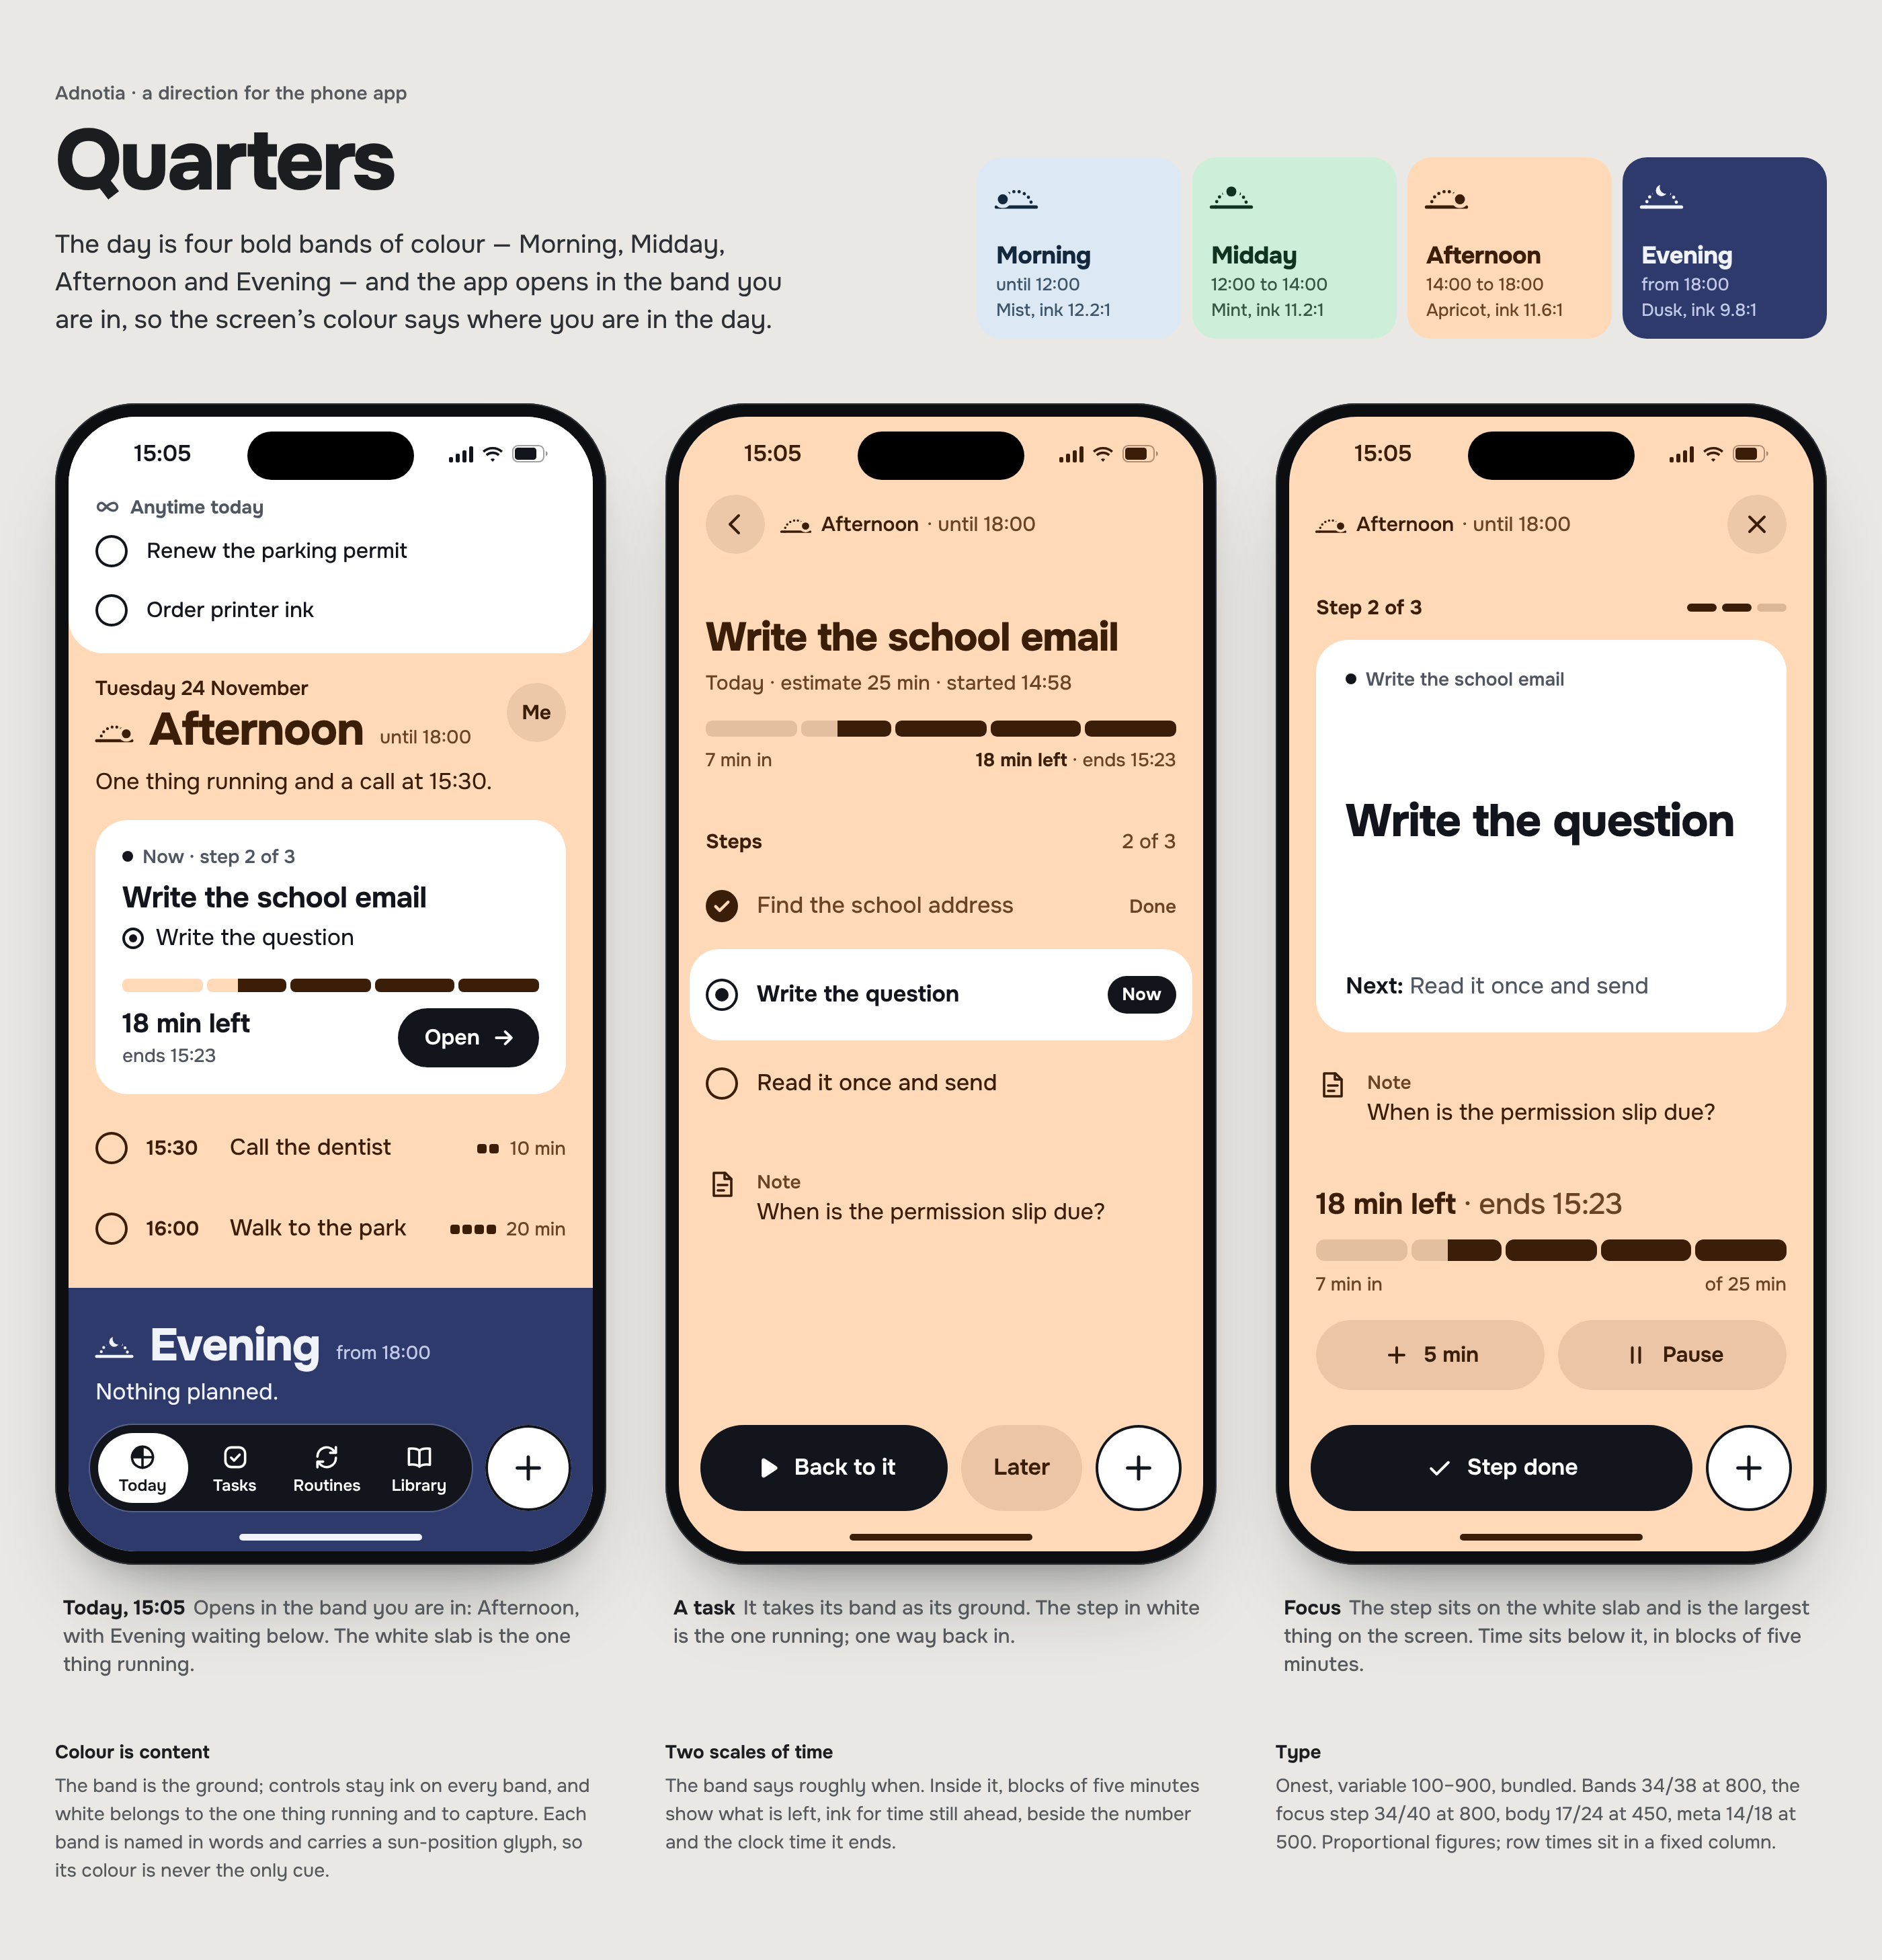 Adnotia · a direction for the phone app
Quarters
The day is four bold bands of colour — Morning, Midday,
Afternoon and Evening — and the app opens in the band you
are in, so the screen’s colour says where you are in the day.
Morning
until 12:00
Mist, ink 12.2:1
Midday
12:00 to 14:00
Mint, ink 11.2:1
Afternoon
14:00 to 18:00
Apricot, ink 11.6:1
Evening
from 18:00
Dusk, ink 9.8:1
15:05
Anytime today
Renew the parking permit
Order printer ink
Tuesday 24 November
Afternoon until 18:00
Me
One thing running and a call at 15:30.
Now · step 2 of 3
Write the school email
Write the question
18 min left
ends 15:23
Open
15:30 Call the dentist 10 min
16:00 Walk to the park 20 min
Evening from 18:00
Nothing planned.
Today Tasks Routines Library
15:05
Afternoon · until 18:00
Write the school email
Today · estimate 25 min · started 14:58
7 min in 18 min left · ends 15:23
Steps 2 of 3
Find the school address Done
Write the question Now
Read it once and send
Note
When is the permission slip due?
Back to it Later
15:05
Afternoon · until 18:00
Step 2 of 3
Write the school email
Write the question
Next: Read it once and send
Note
When is the permission slip due?
18 min left · ends 15:23
7 min in of 25 min
5 min Pause
Step done
Today, 15:05 Opens in the band you are in: Afternoon,
with Evening waiting below. The white slab is the one
thing running.
A task It takes its band as its ground. The step in white
is the one running; one way back in.
Focus The step sits on the white slab and is the largest
thing on the screen. Time sits below it, in blocks of five
minutes.
Colour is content
The band is the ground; controls stay ink on every band, and
white belongs to the one thing running and to capture. Each
band is named in words and carries a sun-position glyph, so
its colour is never the only cue.
Two scales of time
The band says roughly when. Inside it, blocks of five minutes
show what is left, ink for time still ahead, beside the number
and the clock time it ends.
Type
Onest, variable 100–900, bundled. Bands 34/38 at 800, the
focus step 34/40 at 800, body 17/24 at 450, meta 14/18 at
500. Proportional figures; row times sit in a fixed column.